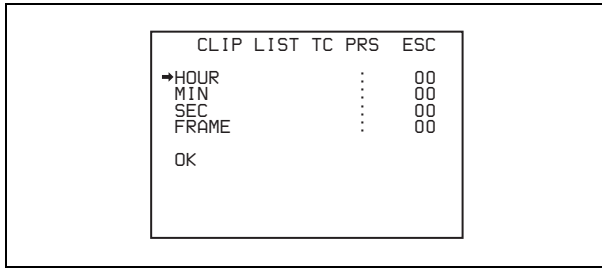 CLIP LIST TC PRS ESC
➡HOUR : 00
MIN : 00
SEC : 00
FRAME : 00
OK